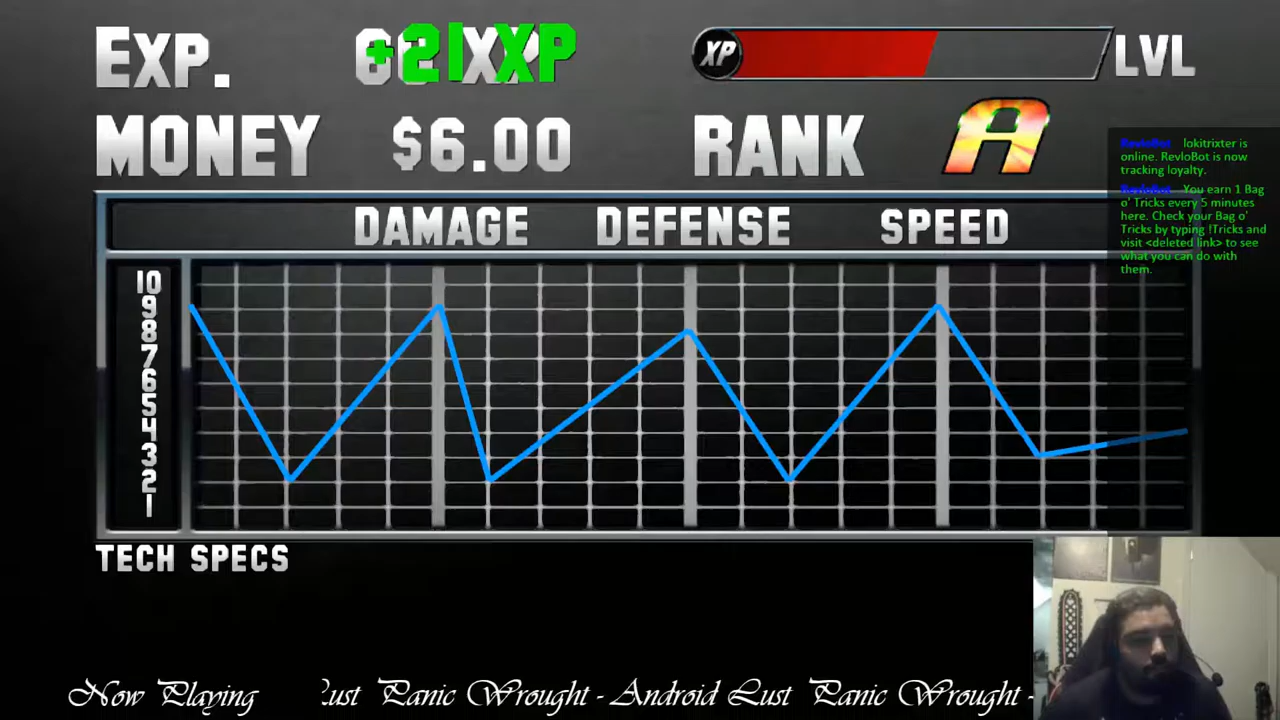 EXP. +21 XP XP LVL
MONEY $6.00 RANK A
RevloBot lokitrixter is
online. RevloBot is now
tracking loyalty.
RevloBot You earn 1 Bag
o' Tricks every 5 minutes
here. Check your Bag o'
Tricks by typing !Tricks and
visit <deleted link> to see
what you can do with
them.
DAMAGE DEFENSE SPEED
10
9
8
7
6
5
4
3
2
1
TECH SPECS
Now Playing Lust Panic Wrought - Android Lust Panic Wrought -